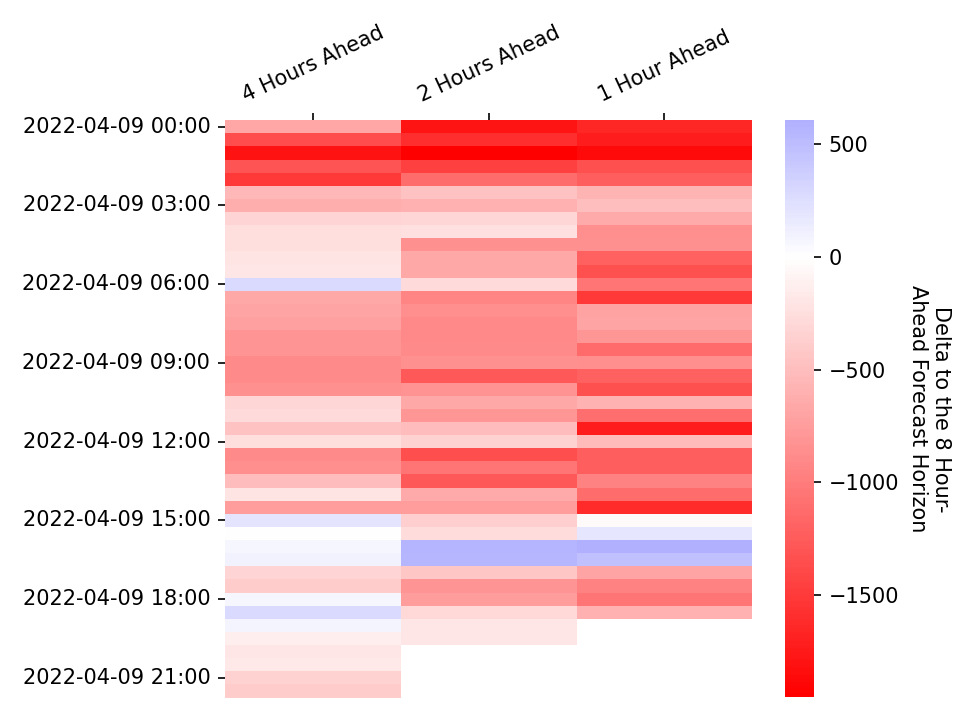 4 Hours Ahead
2 Hours Ahead
1 Hour Ahead
2022-04-09 00:00
2022-04-09 03:00
2022-04-09 06:00
2022-04-09 09:00
2022-04-09 12:00
2022-04-09 15:00
2022-04-09 18:00
2022-04-09 21:00
500
0
−500
−1000
−1500
Delta to the 8 Hour-
Ahead Forecast Horizon